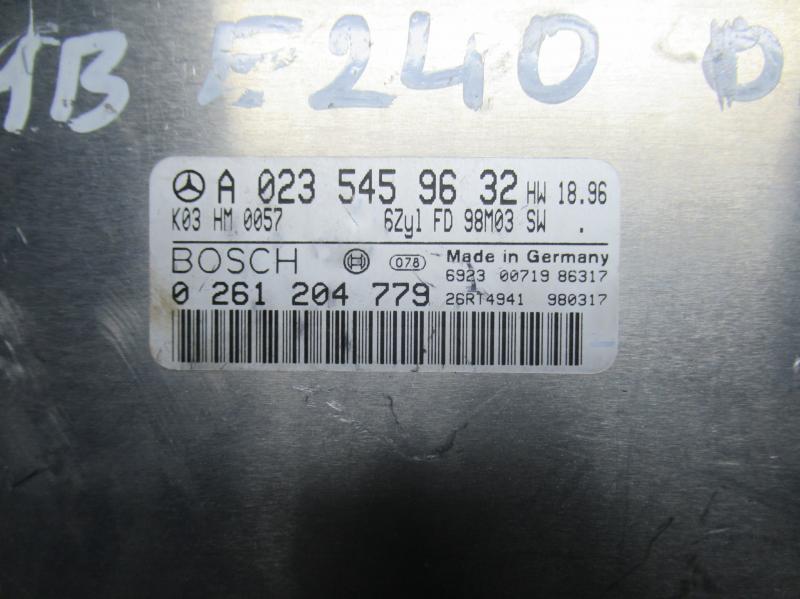 MB E240 D
A 023 545 96 32 HW 18.96
K03 HM 0057 6Zyl FD 98M03 SW .
BOSCH 078 Made in Germany
6923 00719 86317
0 261 204 779 26RT4941 980317